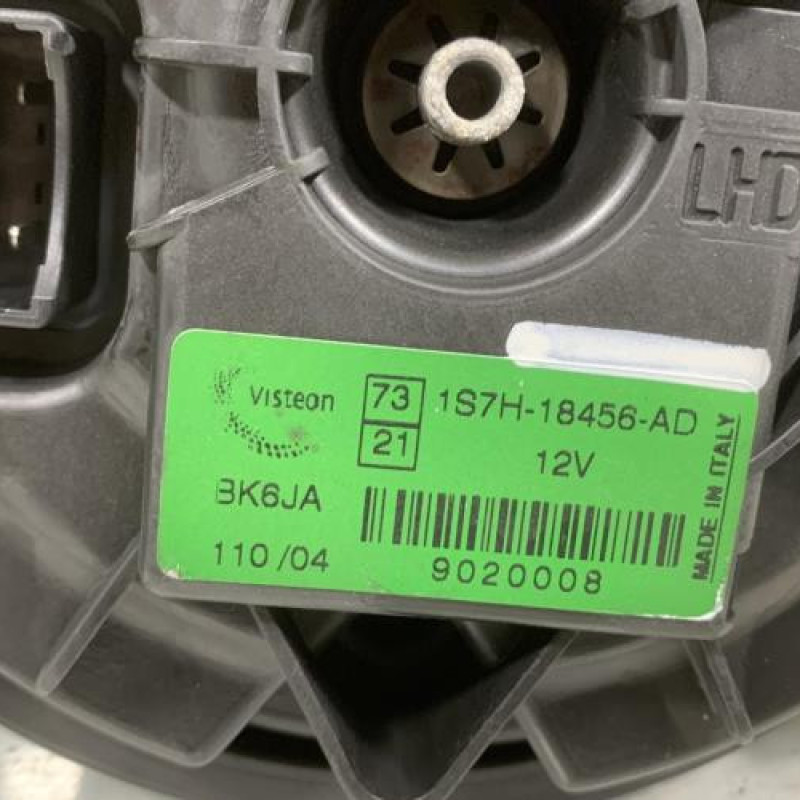 LHD
Visteon
73
21
1S7H-18456-AD
12V
BK6JA
110/04
9020008
MADE IN ITALY